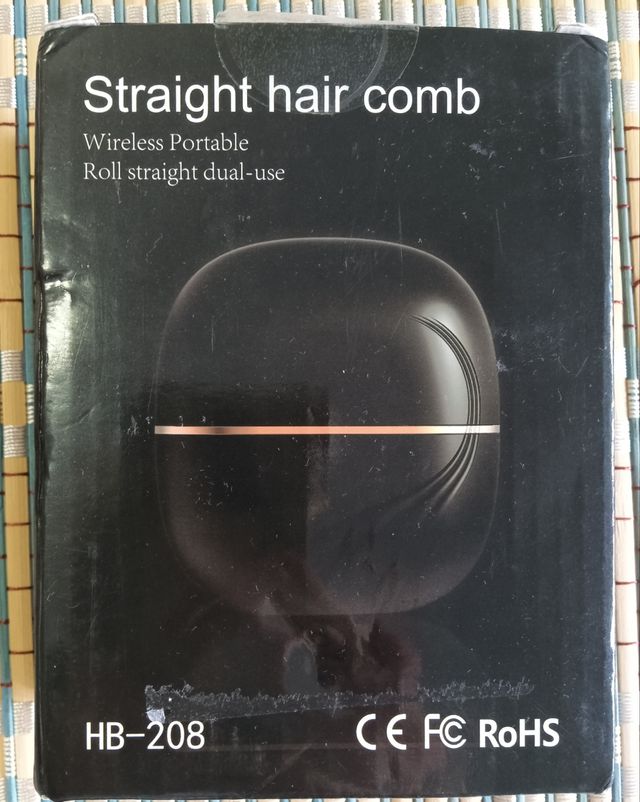 Straight hair comb
Wireless Portable
Roll straight dual-use
HB-208
CE FC RoHS